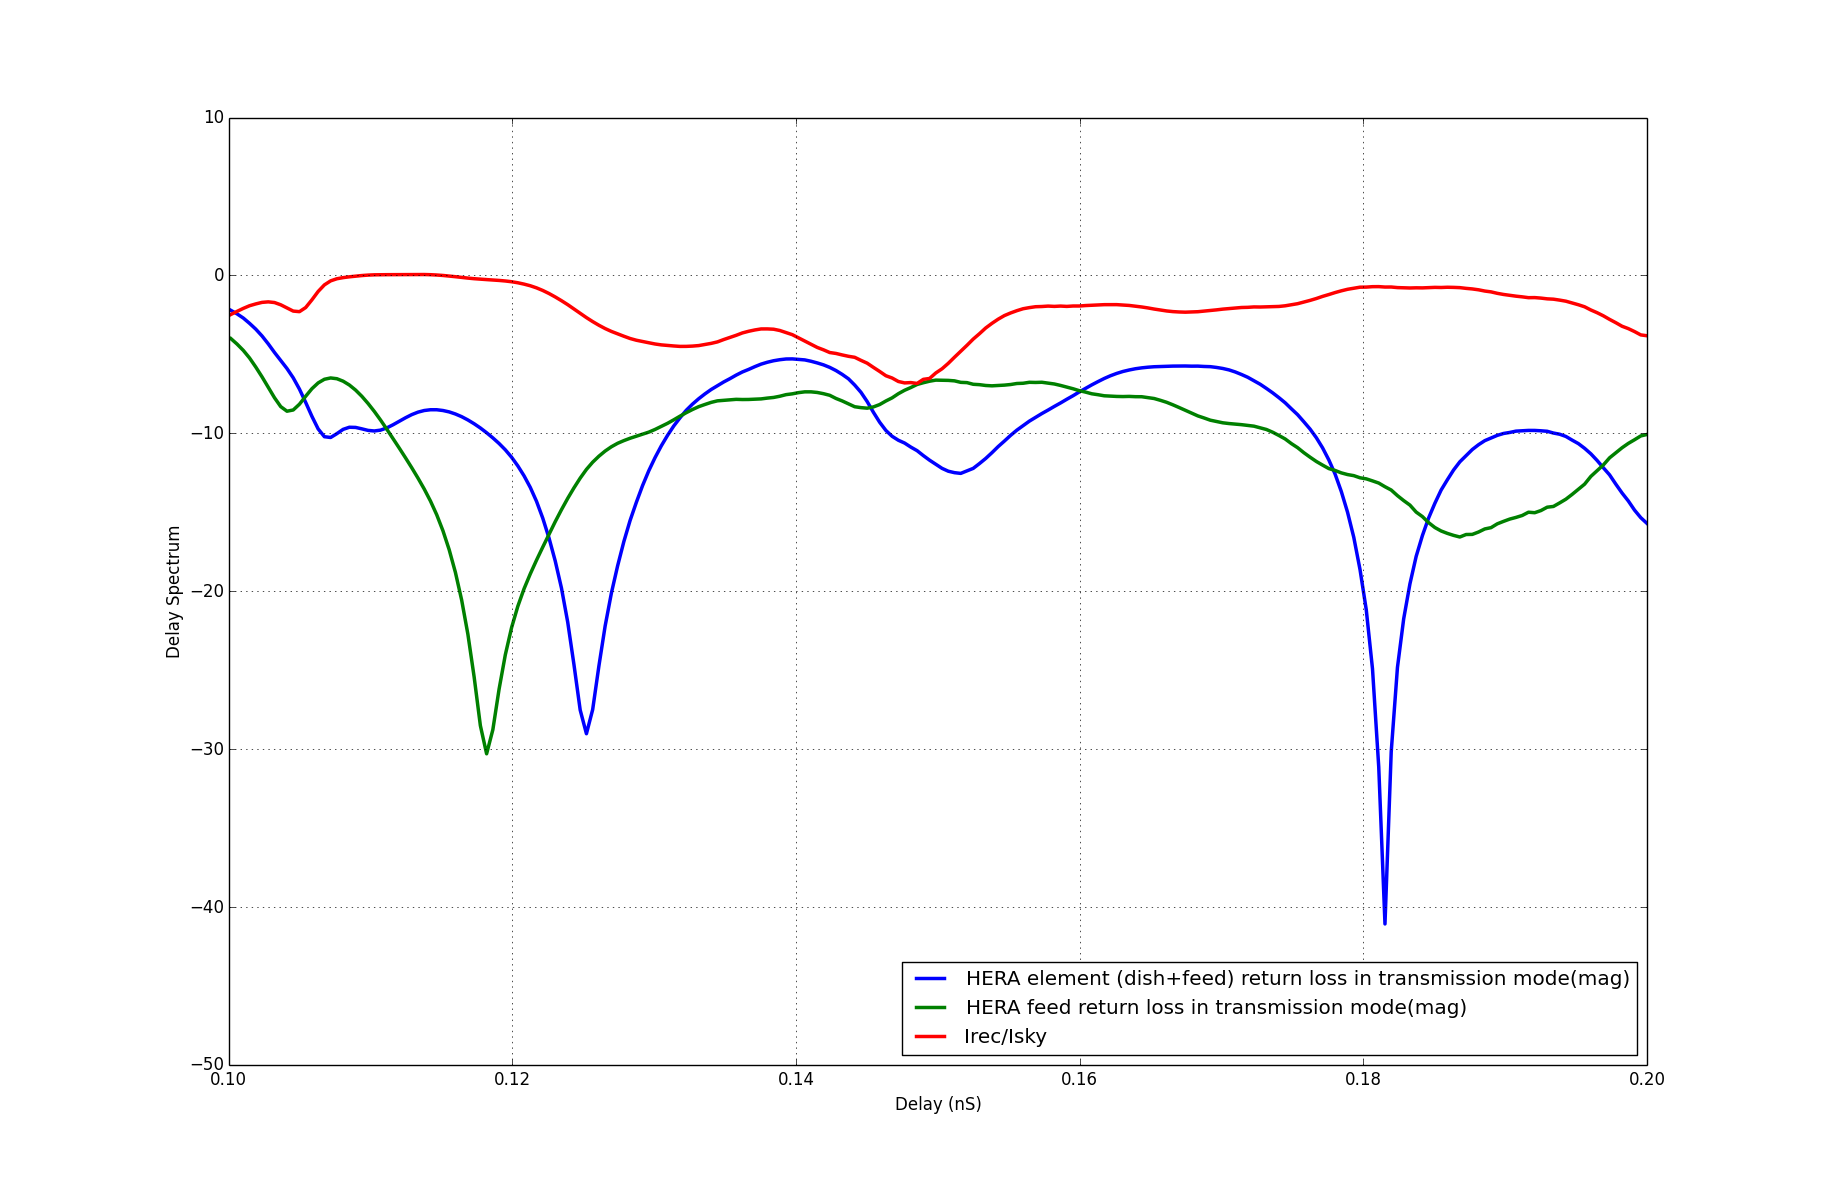 10
0
−10
−20
−30
−40
−50
Delay Spectrum
HERA element (dish+feed) return loss in transmission mode(mag)
HERA feed return loss in transmission mode(mag)
Irec/Isky
0.10 0.12 0.14 0.16 0.18 0.20
Delay (nS)